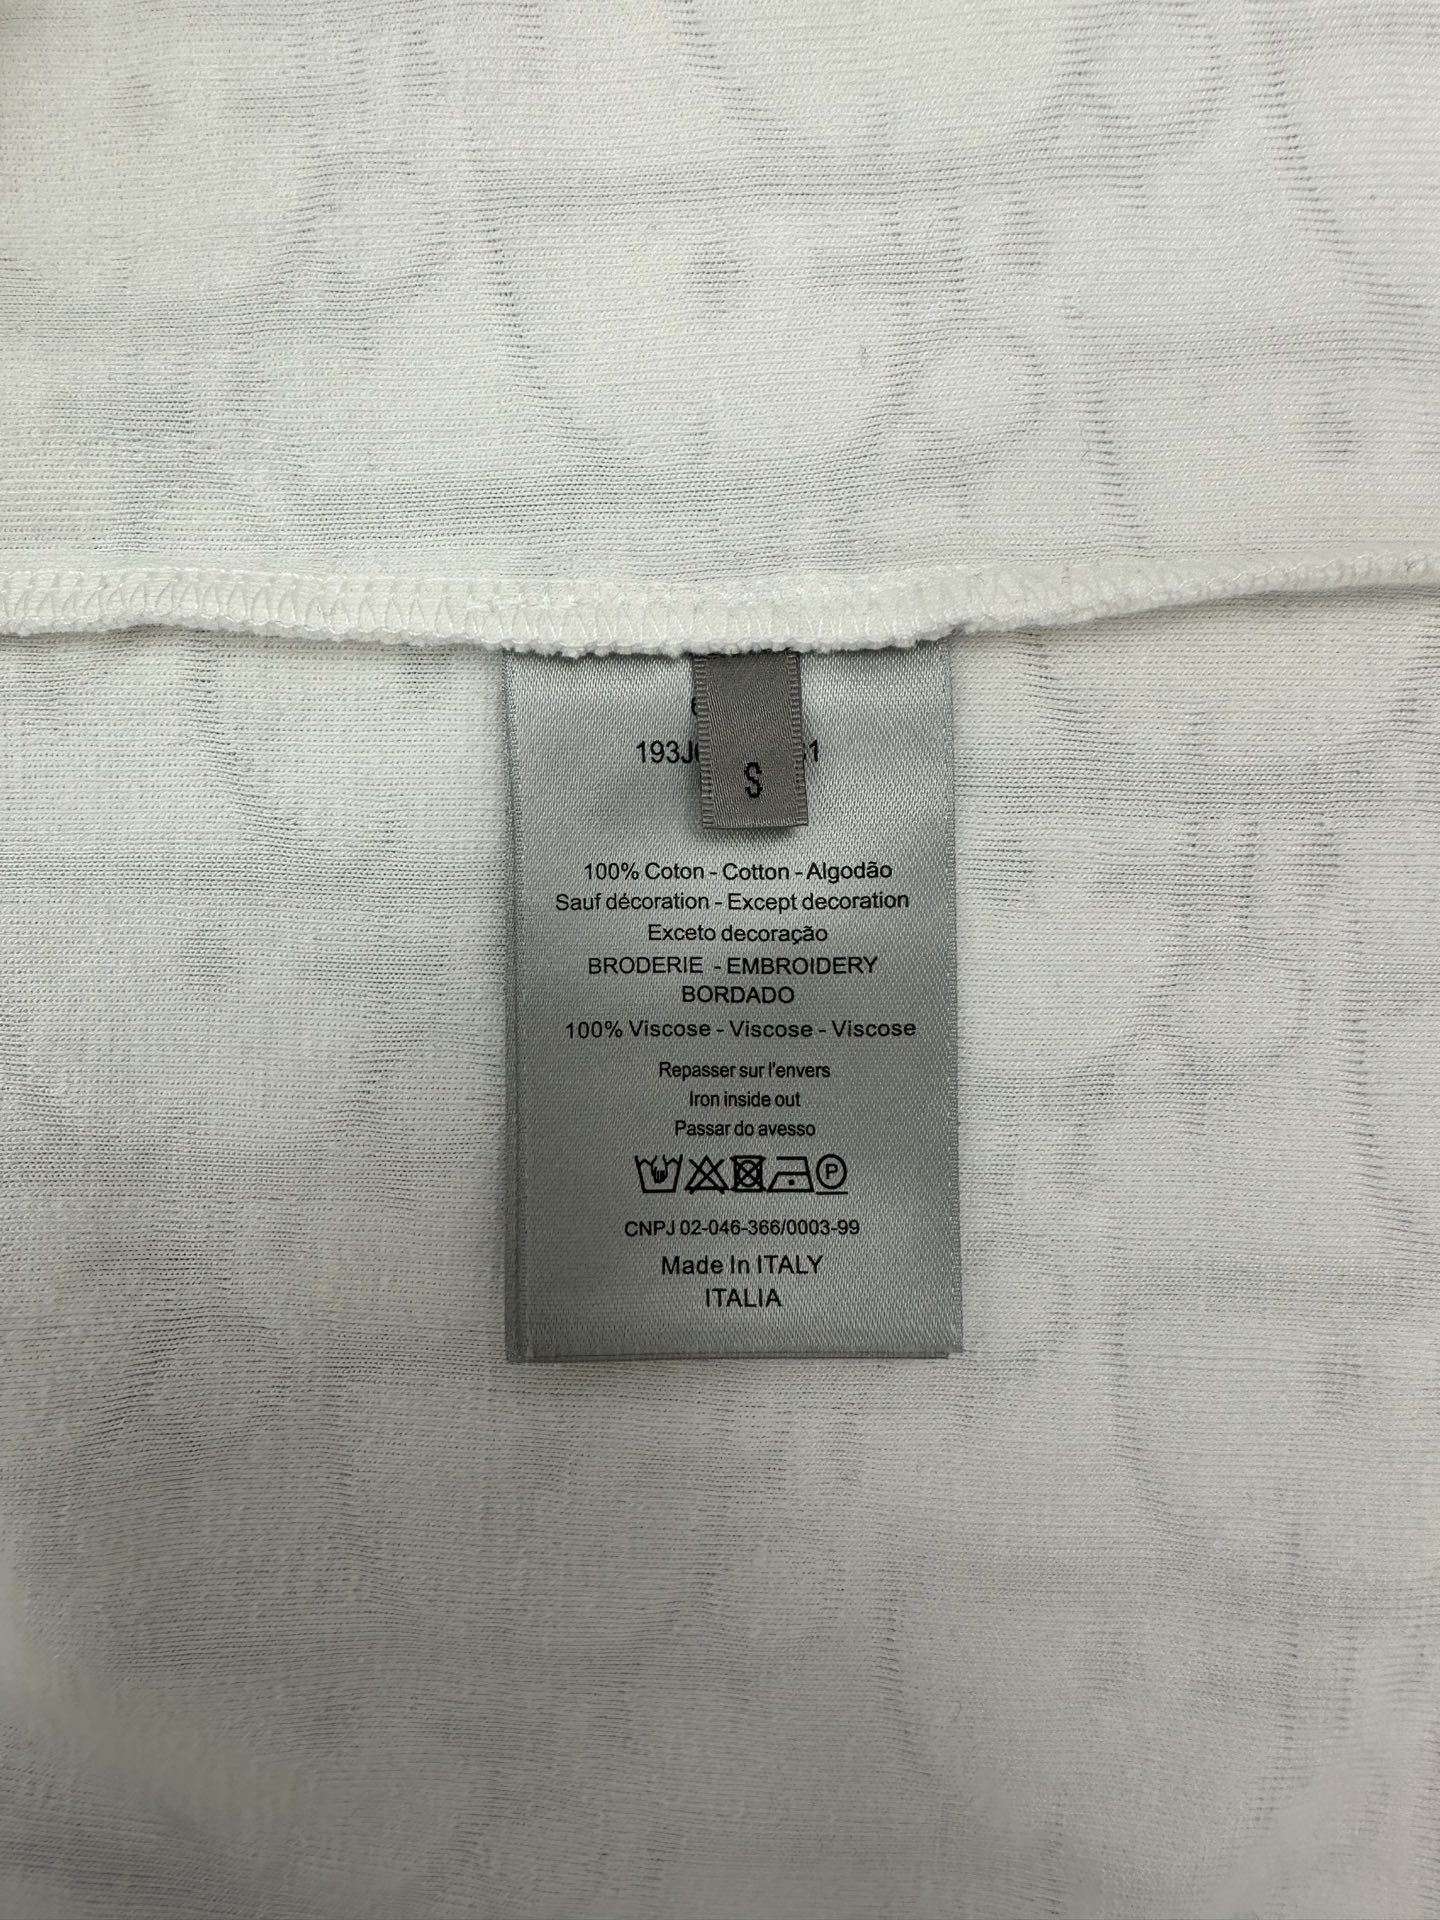 S
100% Coton - Cotton - Algodão
Sauf décoration - Except decoration
Exceto decoração
BRODERIE - EMBROIDERY
BORDADO
100% Viscose - Viscose - Viscose
Repasser sur l'envers
Iron inside out
Passar do avesso
P
CNPJ 02-046-366/0003-99
Made In ITALY
ITALIA